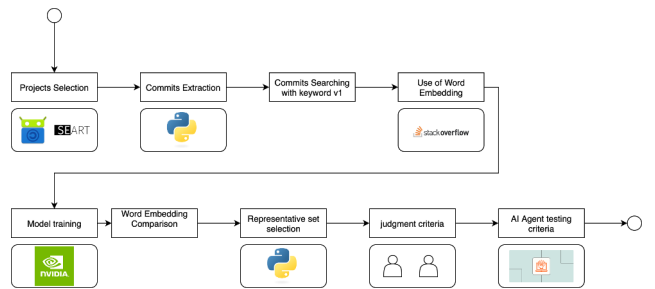 Projects Selection
Commits Extraction
Commits Searching
with keyword v1
Use of Word
Embedding
SEART
stackoverflow
Model training
Word Embedding
Comparison
Representative set
selection
judgment criteria
AI Agent testing
criteria
NVIDIA